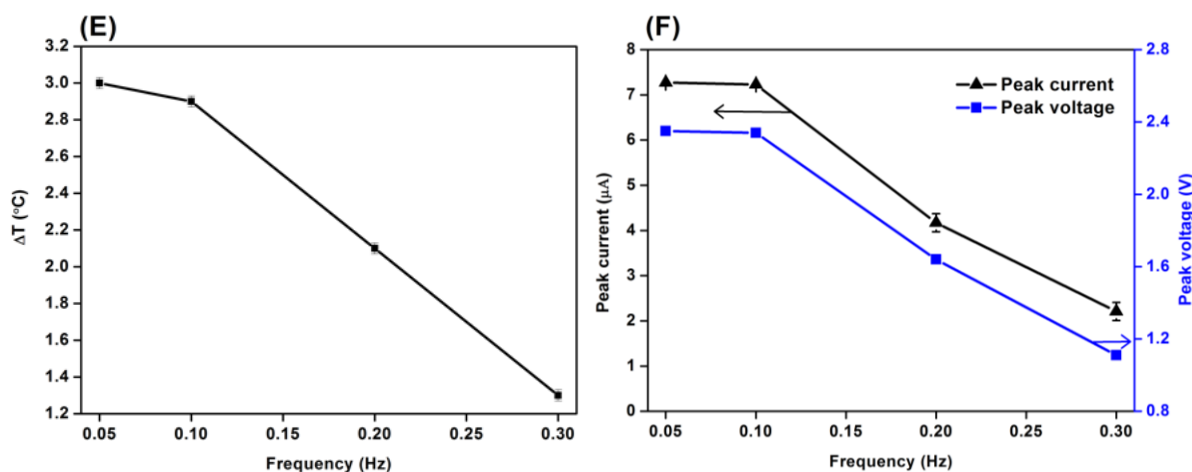 (E)
3.2
3.0
2.8
2.6
2.4
2.2
2.0
1.8
1.6
1.4
1.2
ΔT (°C)
0.05 0.10 0.15 0.20 0.25 0.30
Frequency (Hz)
(F)
8
7
6
5
4
3
2
1
0
Peak current (μA)
Peak current
Peak voltage
2.8
2.4
2.0
1.6
1.2
0.8
Peak voltage (V)
0.05 0.10 0.15 0.20 0.25 0.30
Frequency (Hz)